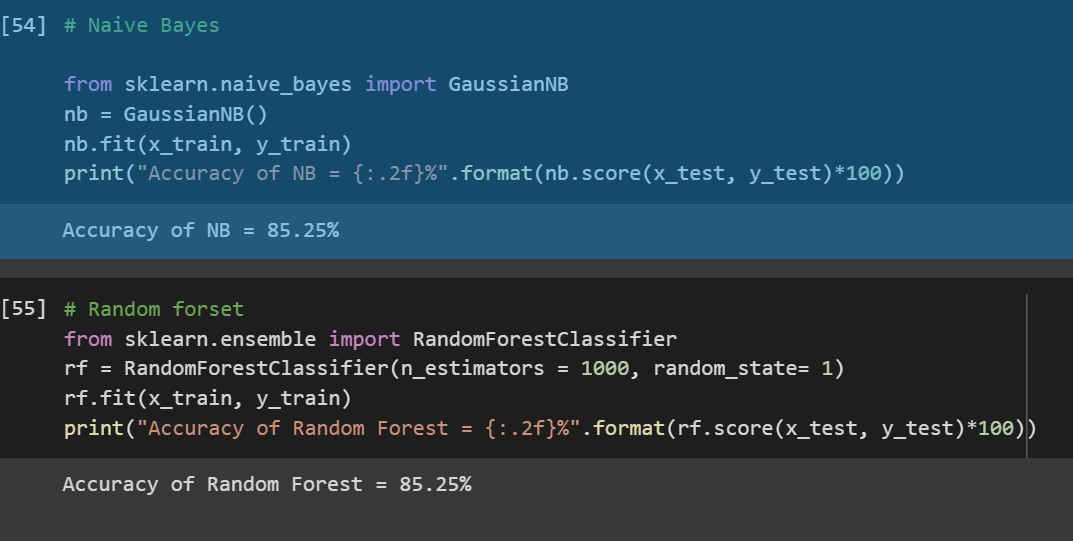 [54] # Naive Bayes
from sklearn.naive_bayes import GaussianNB
nb = GaussianNB()
nb.fit(x_train, y_train)
print("Accuracy of NB = {:.2f}%".format(nb.score(x_test, y_test)*100))
Accuracy of NB = 85.25%
[55] # Random forset
from sklearn.ensemble import RandomForestClassifier
rf = RandomForestClassifier(n_estimators = 1000, random_state= 1)
rf.fit(x_train, y_train)
print("Accuracy of Random Forest = {:.2f}%".format(rf.score(x_test, y_test)*100))
Accuracy of Random Forest = 85.25%